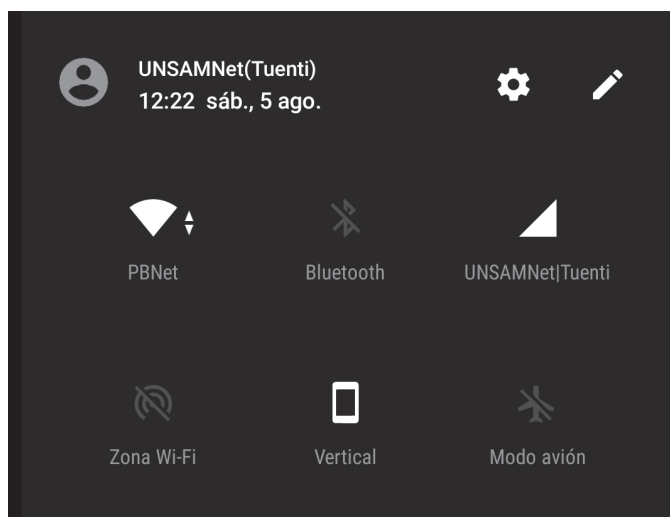 UNSAMNet(Tuenti)
12:22 sáb., 5 ago.
PBNet
Bluetooth
UNSAMNet|Tuenti
Zona Wi-Fi
Vertical
Modo avión